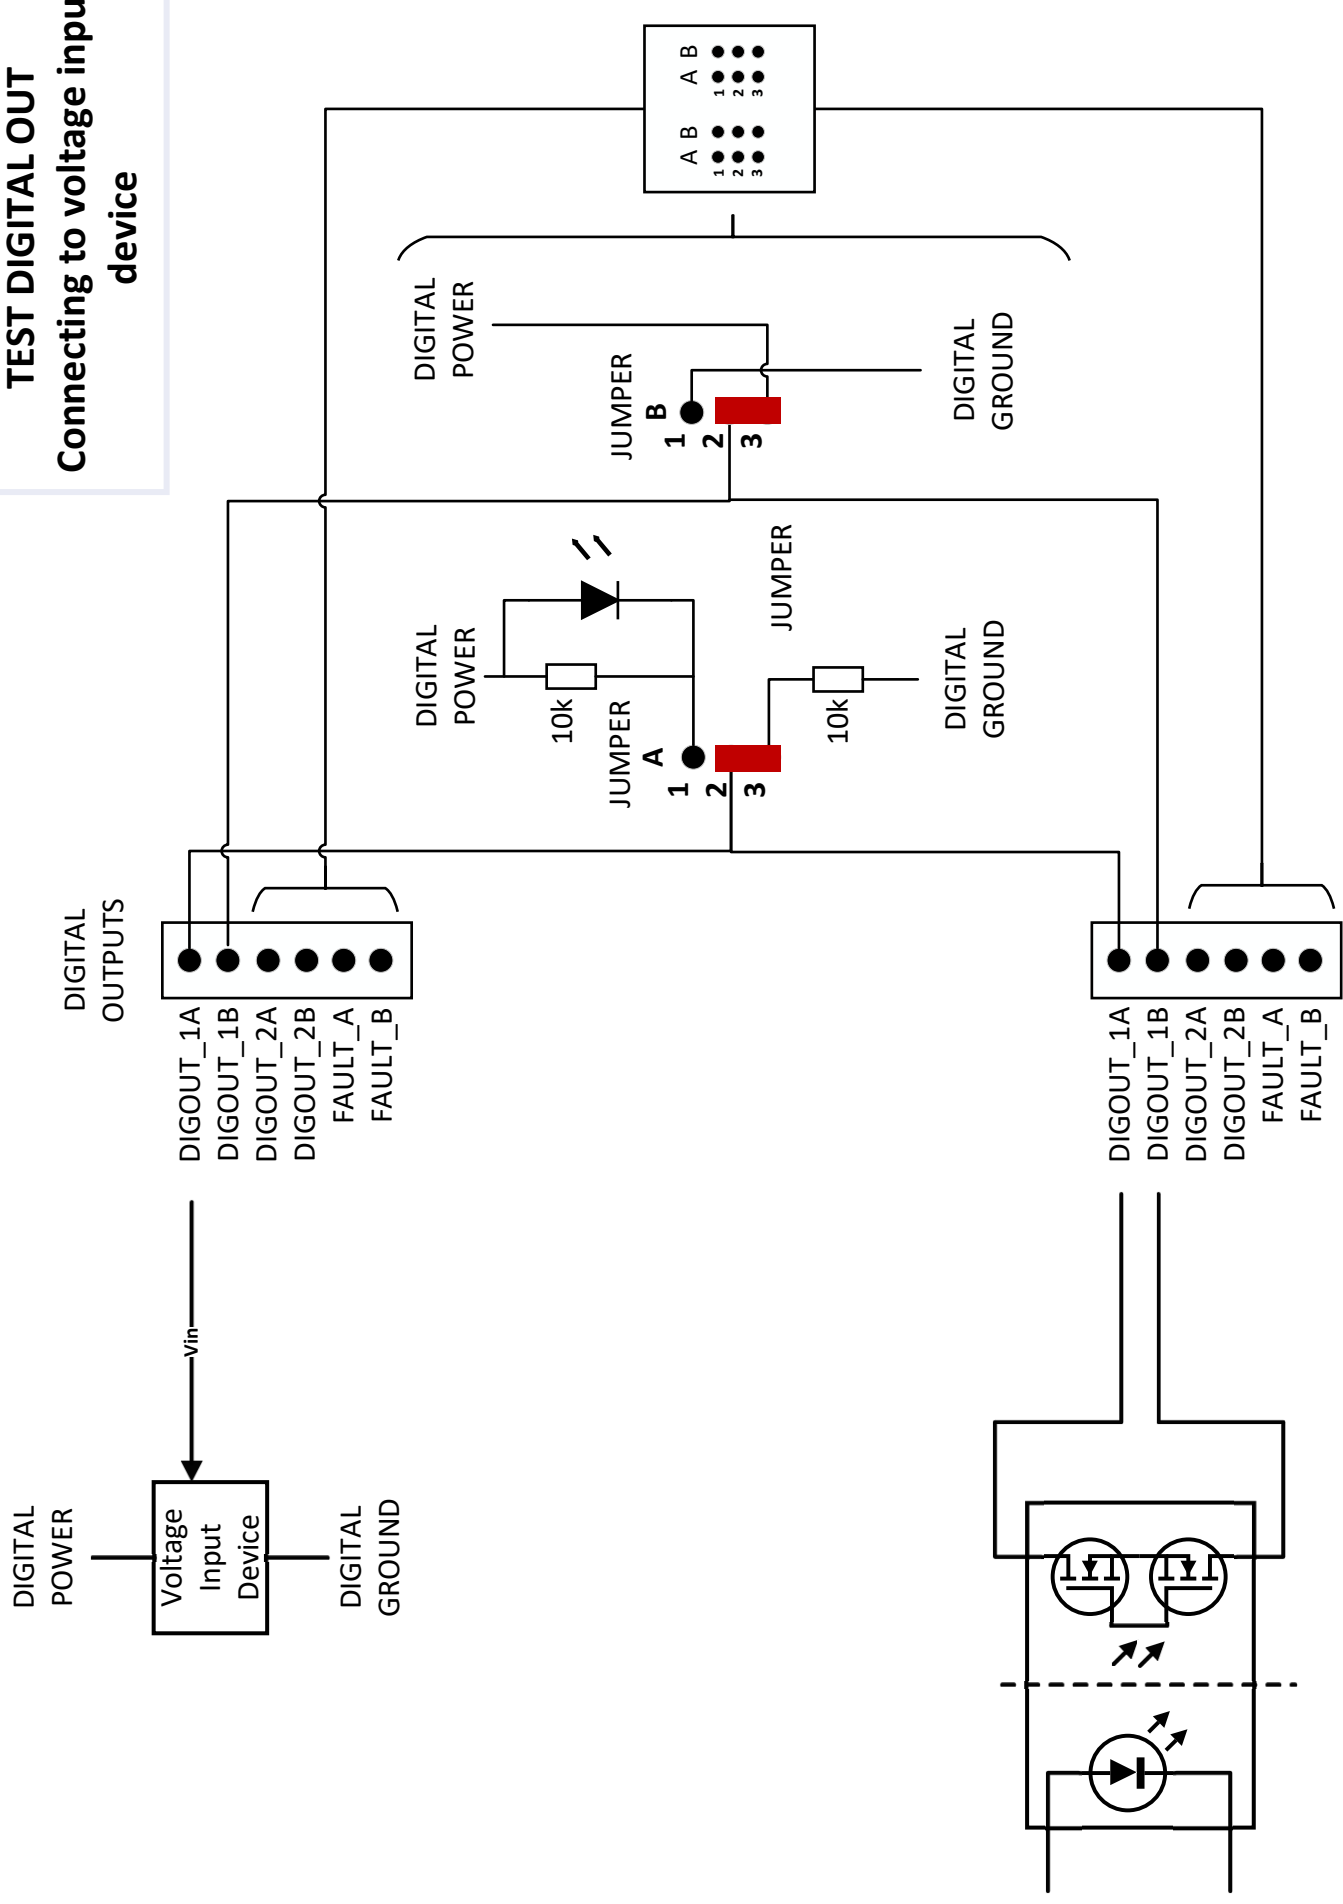 DIGITAL
POWER
TEST DIGITAL OUT
Connecting to voltage inpu
device
DIGITAL
OUTPUTS
Voltage
Input
Device
Vin
DIGITAL
GROUND
DIGOUT_1A
DIGOUT_1B
DIGOUT_2A
DIGOUT_2B
FAULT_A
FAULT_B
DIGITAL
POWER
10k
JUMPER
A
1
2
3
JUMPER
10k
DIGITAL
GROUND
DIGITAL
POWER
JUMPER
B
1
2
3
DIGITAL
GROUND
A B A B
1 1
2 2
3 3
DIGOUT_1A
DIGOUT_1B
DIGOUT_2A
DIGOUT_2B
FAULT_A
FAULT_B